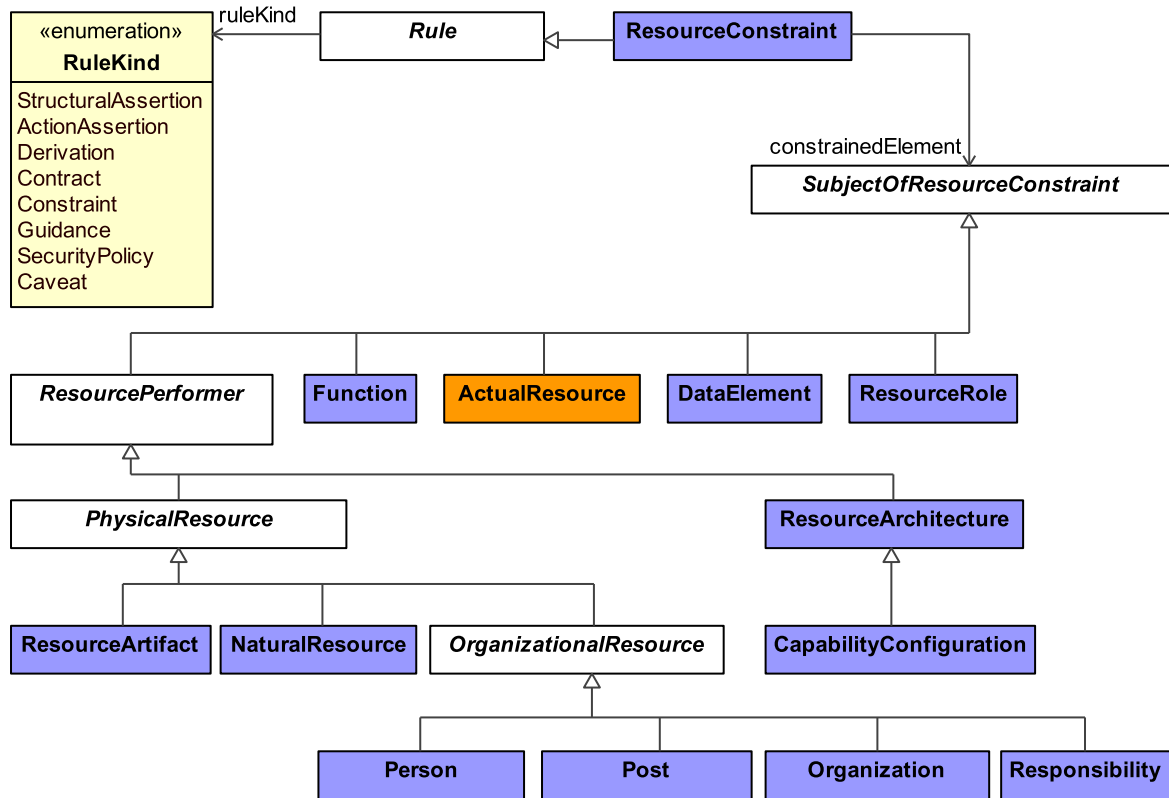 «enumeration»
RuleKind
StructuralAssertion
ActionAssertion
Derivation
Contract
Constraint
Guidance
SecurityPolicy
Caveat
ruleKind
Rule
ResourceConstraint
constrainedElement
SubjectOfResourceConstraint
ResourcePerformer
Function
ActualResource
DataElement
ResourceRole
PhysicalResource
ResourceArchitecture
ResourceArtifact
NaturalResource
OrganizationalResource
CapabilityConfiguration
Person
Post
Organization
Responsibility